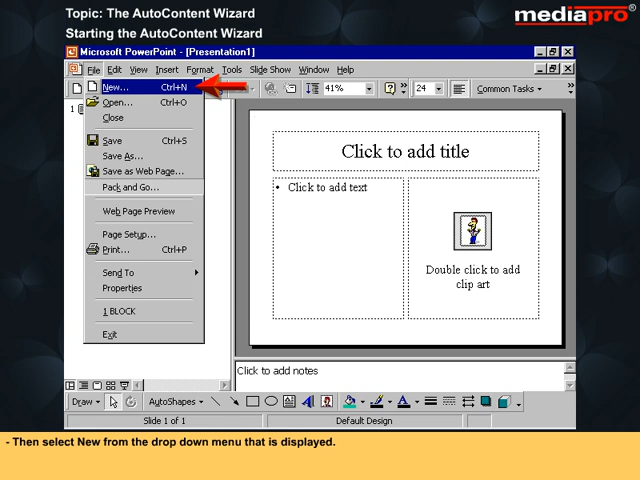 Topic: The AutoContent Wizard
Starting the AutoContent Wizard
mediapro®
Microsoft PowerPoint - [Presentation1]
File Edit View Insert Format Tools Slide Show Window Help
41% 24 Common Tasks
New... Ctrl+N
Open... Ctrl+O
Close
Save Ctrl+S
Save As...
Save as Web Page...
Pack and Go...
Web Page Preview
Page Setup...
Print... Ctrl+P
Send To
Properties
1 BLOCK
Exit
1
Click to add title
• Click to add text
Double click to add
clip art
Click to add notes
Draw AutoShapes
Slide 1 of 1 Default Design
- Then select New from the drop down menu that is displayed.